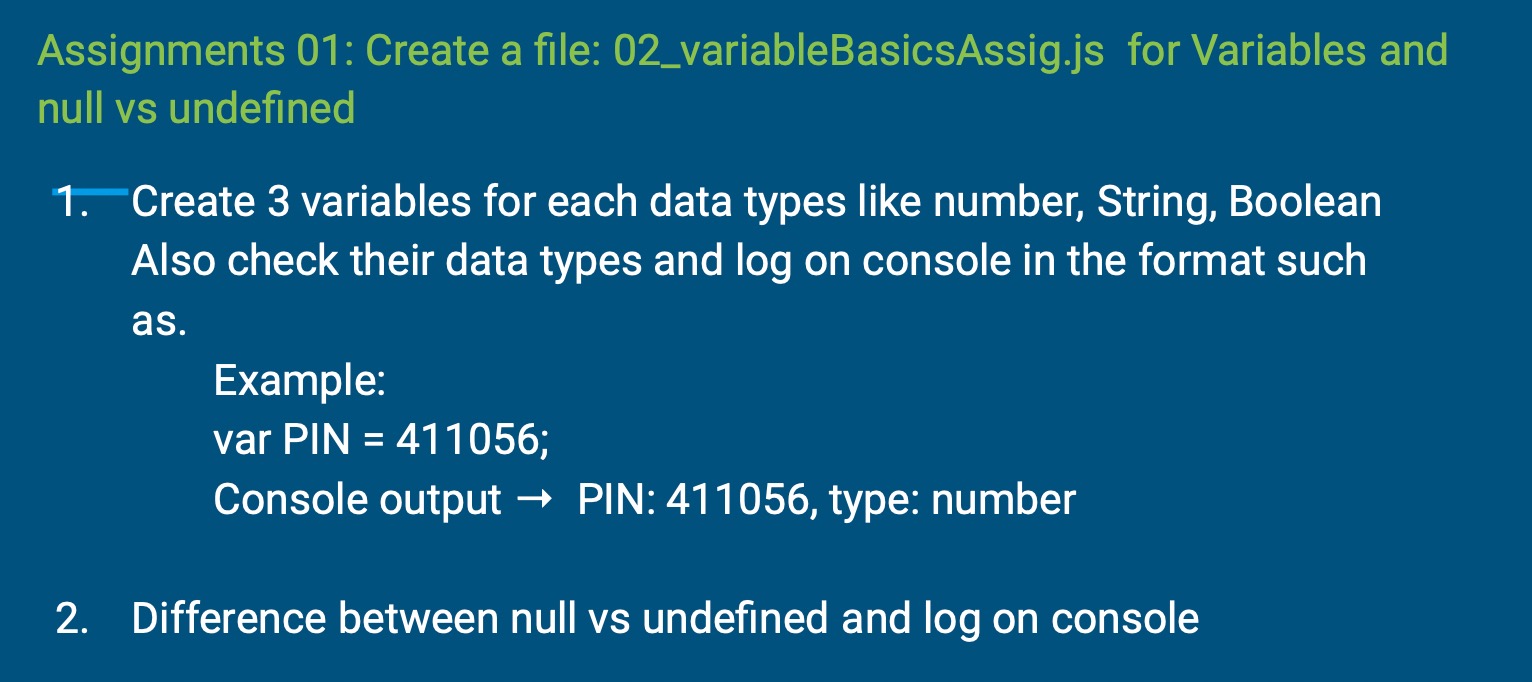 Assignments 01: Create a file: 02_variableBasicsAssig.js  for Variables and
null vs undefined
1. Create 3 variables for each data types like number, String, Boolean
Also check their data types and log on console in the format such
as.
Example:
var PIN = 411056;
Console output → PIN: 411056, type: number
2. Difference between null vs undefined and log on console